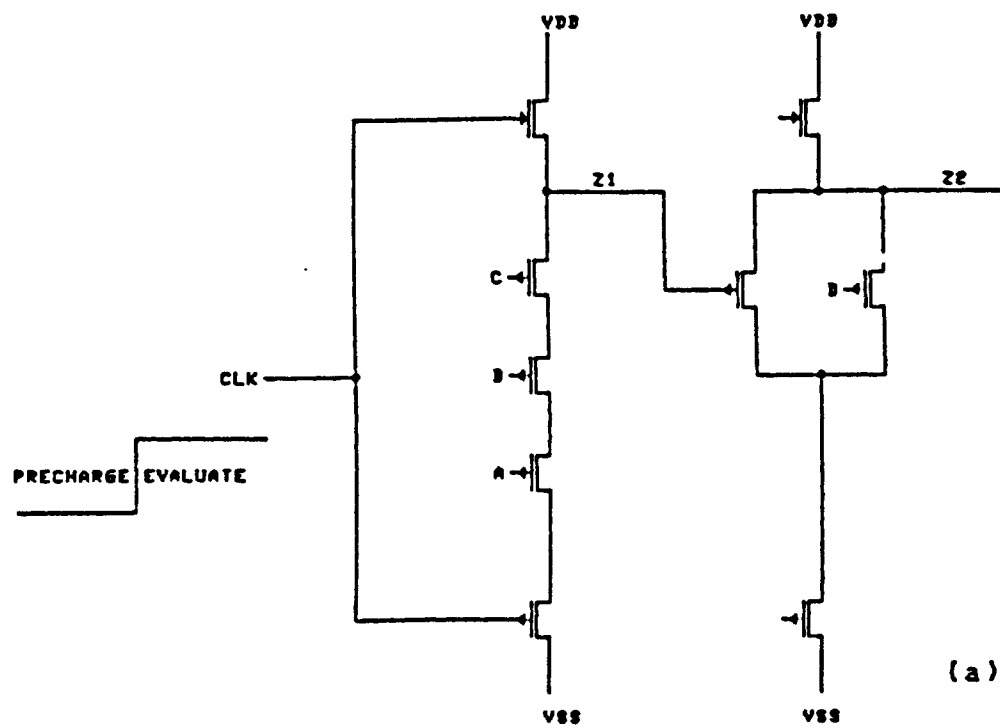 VDD
VDD
Z1
Z2
C
D
CLK
B
PRECHARGE EVALUATE
A
(a)
VSS
VSS